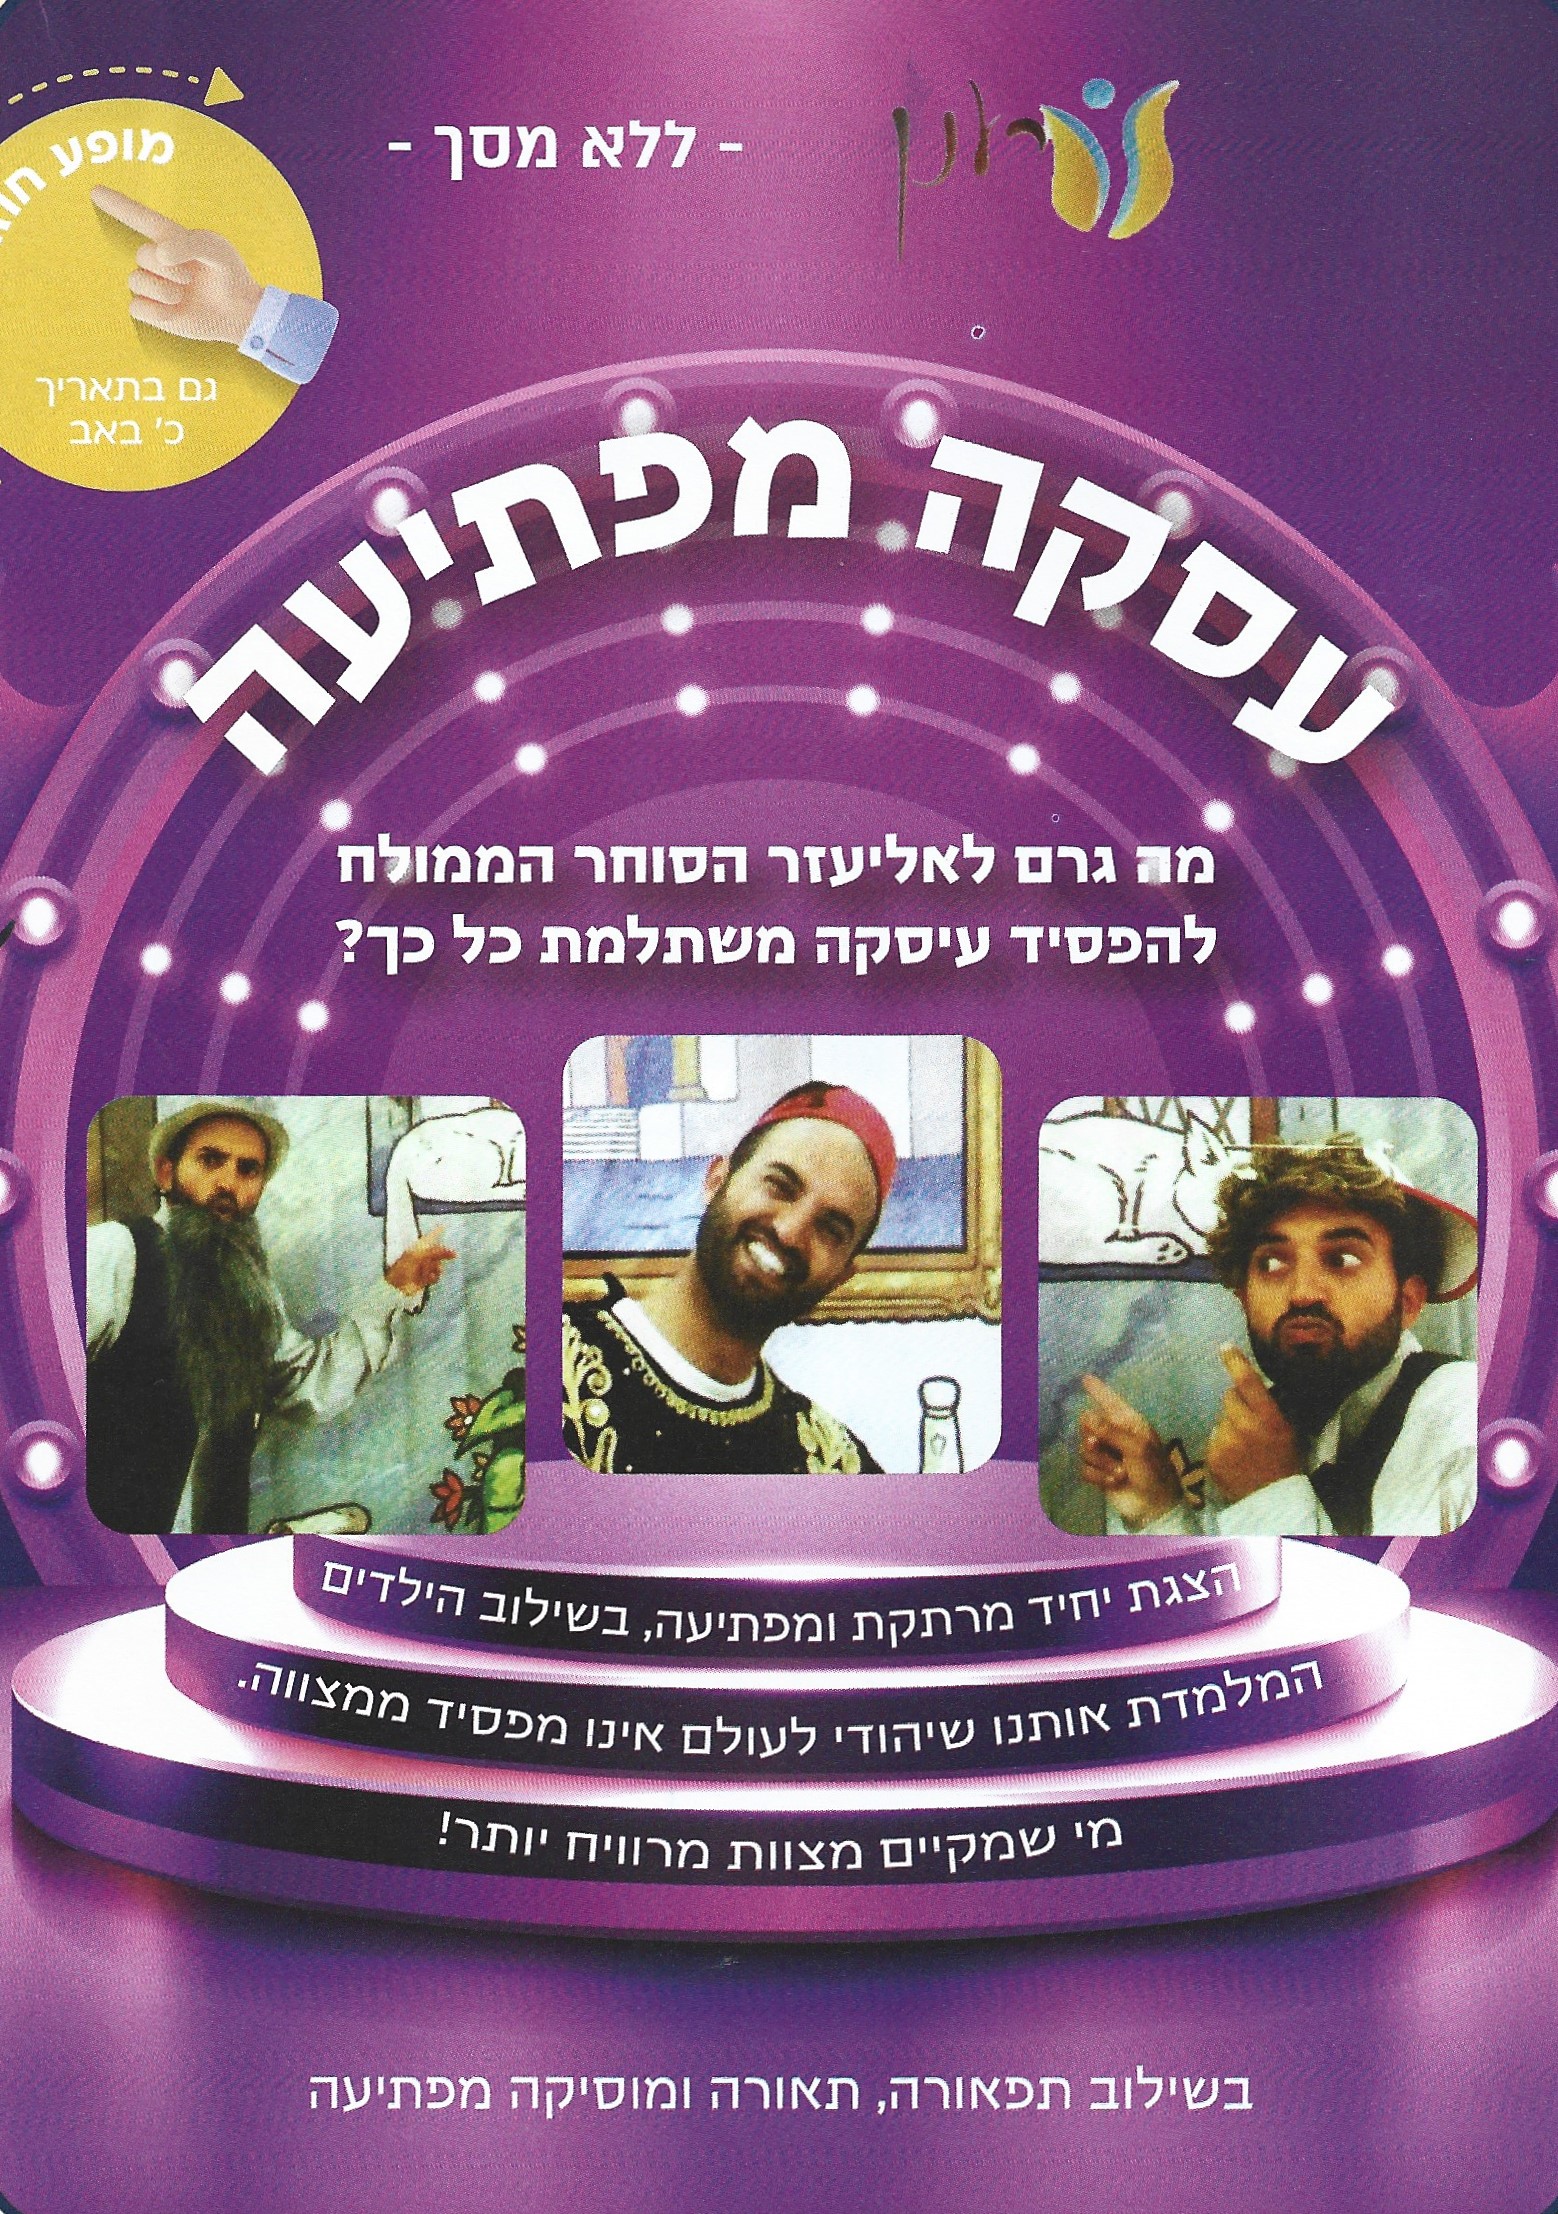 - ללא מסך -
מופע
גם בתאריך
כ' באב
עסקה מפתיעה
מה גרם לאליעזר הסוחר הממולח
להפסיד עיסקה משתלמת כל כך?
הצגת יחיד מרתקת ומפתיעה, בשילוב הילדים
המלמדת אותנו שיהודי לעולם אינו מפסיד ממצווה.
מי שמקיים מצוות מרוויח יותר!
בשילוב תפאורה, תאורה ומוסיקה מפתיעה